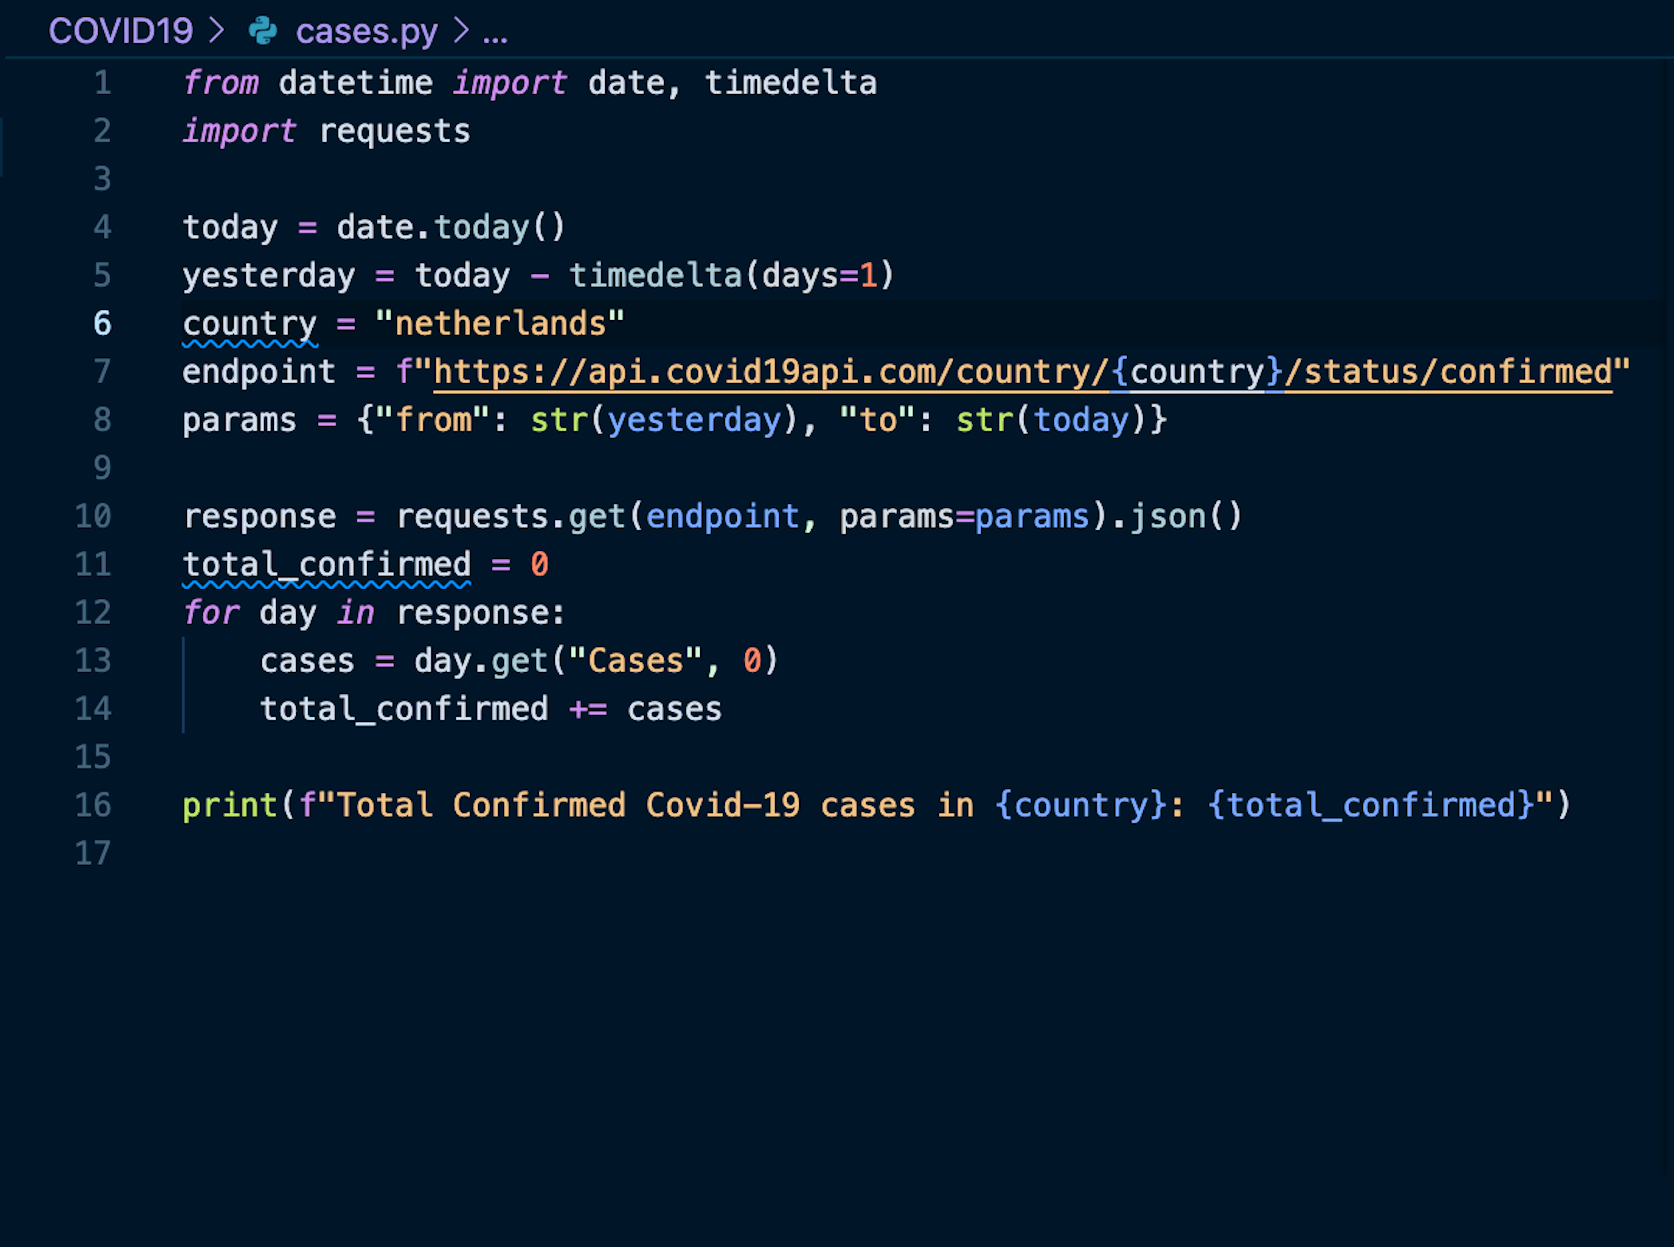 COVID19 > cases.py > ...
1 from datetime import date, timedelta
2 import requests
3
4 today = date.today()
5 yesterday = today - timedelta(days=1)
6 country = "netherlands"
7 endpoint = f"https://api.covid19api.com/country/{country}/status/confirmed"
8 params = {"from": str(yesterday), "to": str(today)}
9
10 response = requests.get(endpoint, params=params).json()
11 total_confirmed = 0
12 for day in response:
13     cases = day.get("Cases", 0)
14     total_confirmed += cases
15
16 print(f"Total Confirmed Covid-19 cases in {country}: {total_confirmed}")
17